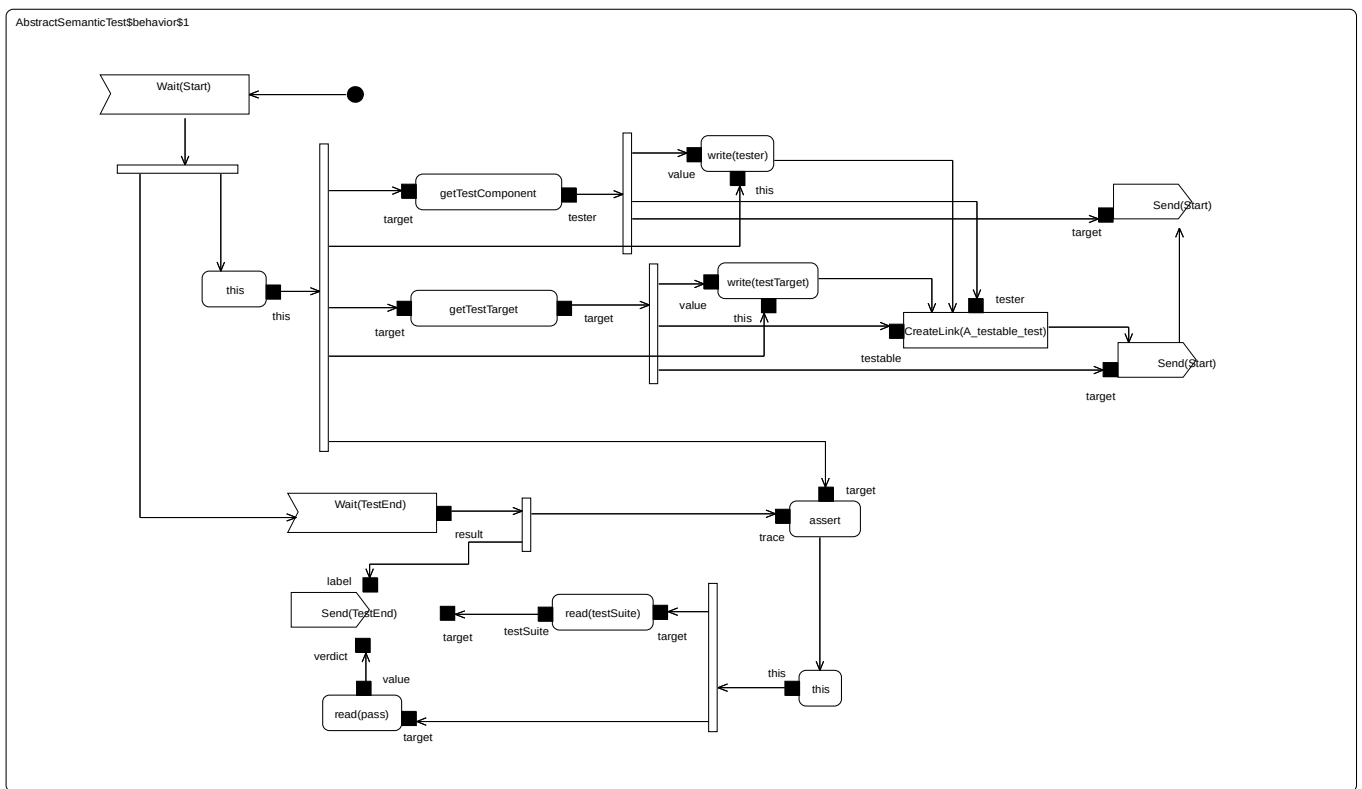 AbstractSemanticTest$behavior$1
Wait(Start)
write(tester)
value
this
getTestComponent
target
tester
Send(Start)
target
this
this
write(testTarget)
value
this
getTestTarget
target
target
tester
CreateLink(A_testable_test)
testable
Send(Start)
target
Wait(TestEnd)
result
target
assert
trace
label
Send(TestEnd)
read(testSuite)
target
testSuite
target
verdict
value
this
this
read(pass)
target